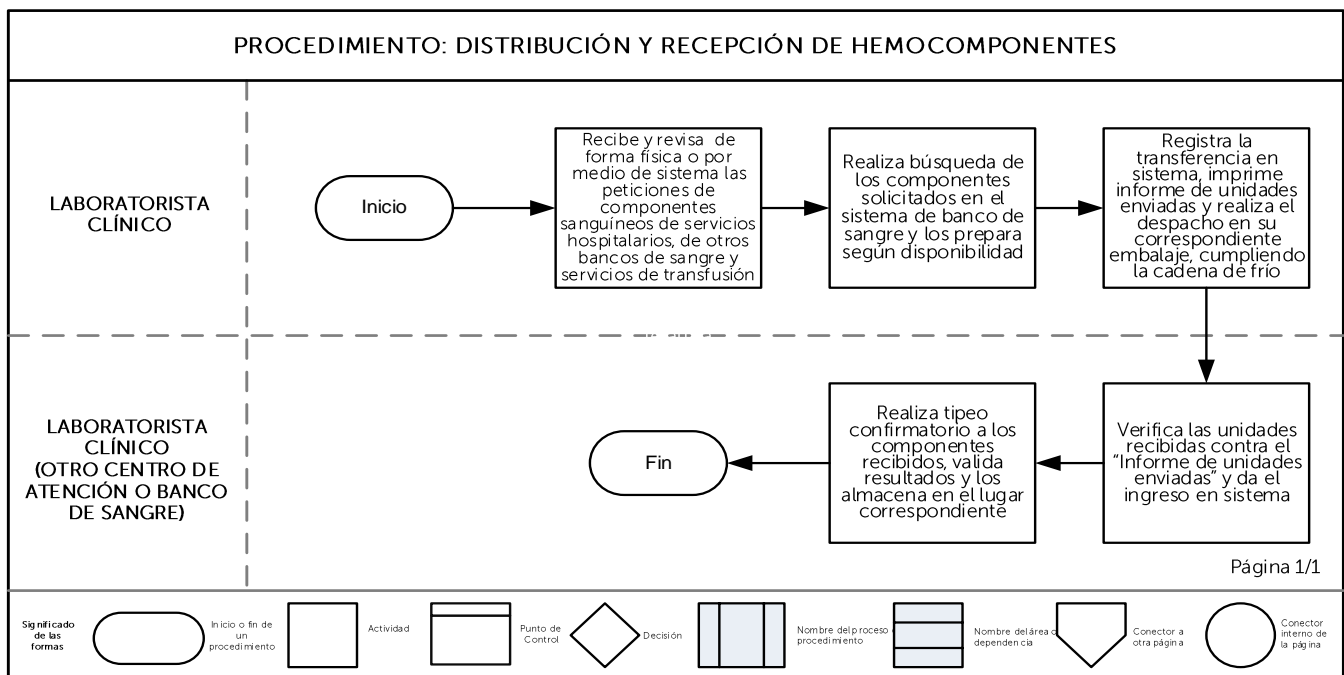 PROCEDIMIENTO: DISTRIBUCIÓN Y RECEPCIÓN DE HEMOCOMPONENTES
LABORATORISTA
CLÍNICO
Inicio
Recibe y revisa de
forma física o por
medio de sistema las
peticiones de
componentes
sanguíneos de servicios
hospitalarios, de otros
bancos de sangre y
servicios de transfusión
Realiza búsqueda de
los componentes
solicitados en el
sistema de banco de
sangre y los prepara
según disponibilidad
Registra la
transferencia en
sistema, imprime
informe de unidades
enviadas y realiza el
despacho en su
correspondiente
embalaje, cumpliendo
la cadena de frío
LABORATORISTA
CLÍNICO
(OTRO CENTRO DE
ATENCIÓN O BANCO
DE SANGRE)
Fin
Realiza tipeo
confirmatorio a los
componentes
recibidos, valida
resultados y los
almacena en el lugar
correspondiente
Verifica las unidades
recibidas contra el
“Informe de unidades
enviadas” y da el
ingreso en sistema
Página 1/1
Significado
de las
formas
Inicio o fin de
un
procedimiento
Actividad
Punto de
Control
Decisión
Nombre del proceso
procedimiento
Nombre del área
dependencia
Conector a
otra página
Conector
interno de
la página